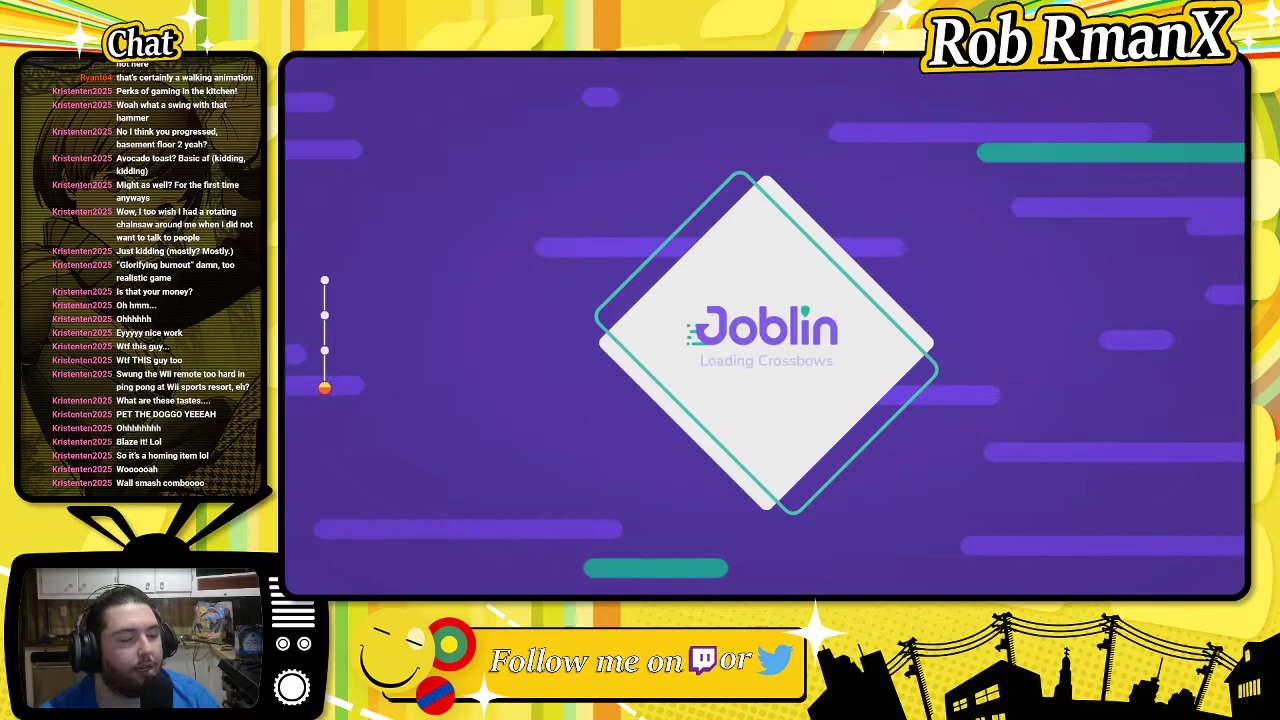 Chat
Rob RmanX
not here
Ryant64 that's certainly a walking animation
Kristenten2025 Perks of gaming in the kitchen!
Kristenten2025 Woah what a swing with that
hammer
Kristenten2025 No I think you progressed,
basement floor 2 yeah?
Kristenten2025 Avocado toast? Base af (kidding,
kidding)
Kristenten2025 Might as well? For the first time
anyways
Kristenten2025 Wow, I too wish I had a rotating
chainsaw around me when I did not
want to talk to people
Kristenten2025 Just kidding (mostly? Mostly.)
Kristenten2025 “Glorifying burnout” damn, too
realistic game
Kristenten2025 Is that your money?
Kristenten2025 Oh hmm...
Kristenten2025 Ohhhhhh
Kristenten2025 Eyyyyy nice work
Kristenten2025 Wtf this guy...
Kristenten2025 Wtf THIS guy too
Kristenten2025 Swung the Wii remote too hard in
ping pong at Wii sports resort, eh?
Kristenten2025 What are these tastes....
Kristenten2025 PET THE DOGGO YEEEAH
Kristenten2025 Ohhhhhhhh
Kristenten2025 Blaze it! Lol
Kristenten2025 So it's a homing item lol
Kristenten2025 Woooooah
Kristenten2025 Wall smash comboooo
Joblin
Loading Crossbows
Follow me on or